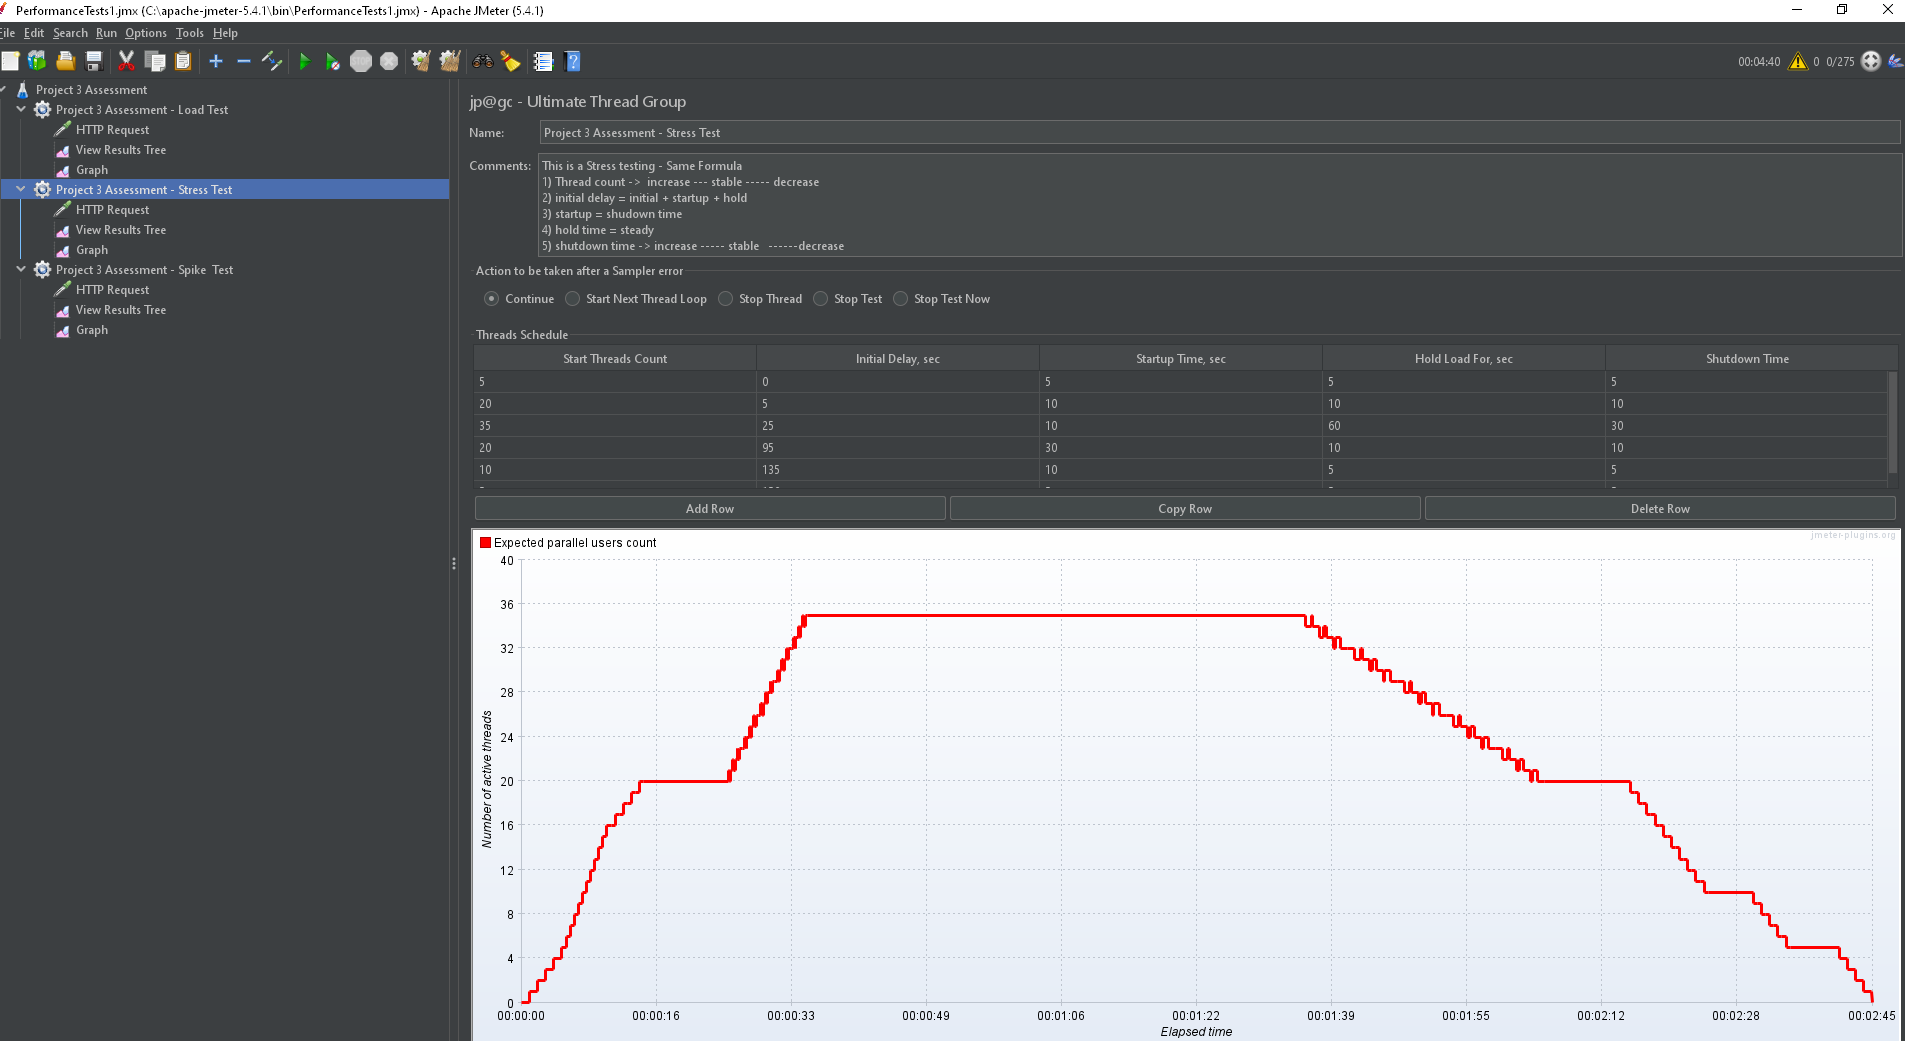 PerformanceTests1.jmx (C:\apache-jmeter-5.4.1\bin\PerformanceTests1.jmx) - Apache JMeter (5.4.1)
File Edit Search Run Options Tools Help
STOP
00:04:40 0 0/275
Project 3 Assessment
Project 3 Assessment - Load Test
HTTP Request
View Results Tree
Graph
Project 3 Assessment - Stress Test
HTTP Request
View Results Tree
Graph
Project 3 Assessment - Spike Test
HTTP Request
View Results Tree
Graph
jp@gc - Ultimate Thread Group
Name: Project 3 Assessment - Stress Test
Comments: This is a Stress testing - Same Formula
1) Thread count -> increase --- stable ----- decrease
2) initial delay = initial + startup + hold
3) startup = shudown time
4) hold time = steady
5) shutdown time -> increase ----- stable ------decrease
Action to be taken after a Sampler error
Continue Start Next Thread Loop Stop Thread Stop Test Stop Test Now
Threads Schedule
Start Threads Count Initial Delay, sec Startup Time, sec Hold Load For, sec Shutdown Time
5 0 5 5 5
20 5 10 10 10
35 25 10 60 30
20 95 30 10 10
10 135 10 5 5
Add Row Copy Row Delete Row
Expected parallel users count
jmeter-plugins.org
40
36
32
28
24
20
16
12
8
4
0
Number of active threads
00:00:00 00:00:16 00:00:33 00:00:49 00:01:06 00:01:22 00:01:39 00:01:55 00:02:12 00:02:28 00:02:45
Elapsed time